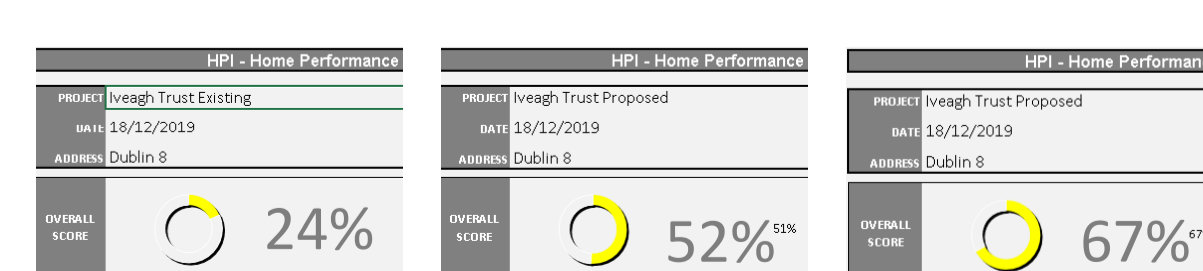 HPI - Home Performance
PROJECT Iveagh Trust Existing
DATE 18/12/2019
ADDRESS Dublin 8
OVERALL
SCORE
24%
HPI - Home Performance
PROJECT Iveagh Trust Proposed
DATE 18/12/2019
ADDRESS Dublin 8
OVERALL
SCORE
52% 51%
HPI - Home Performan
PROJECT Iveagh Trust Proposed
DATE 18/12/2019
ADDRESS Dublin 8
OVERALL
SCORE
67% 67